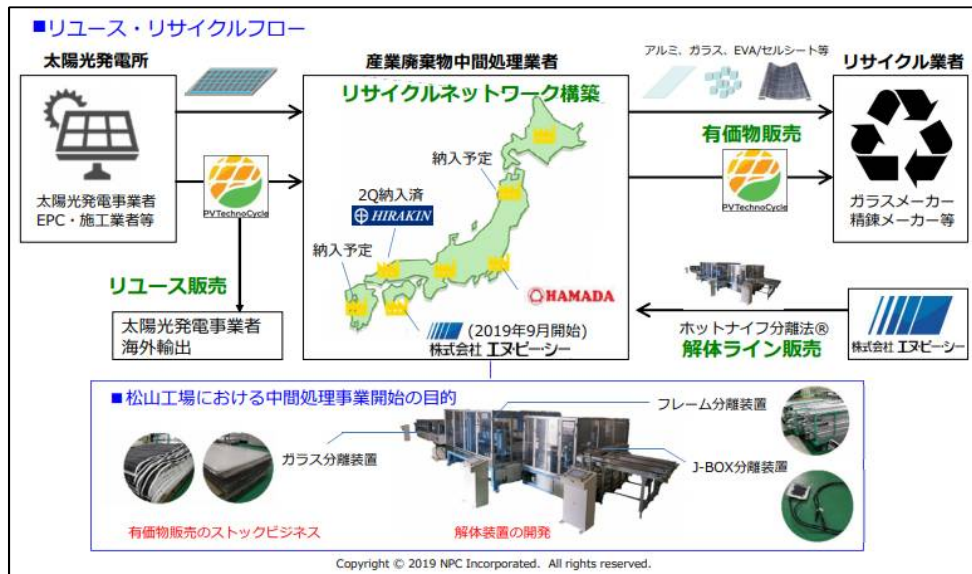 ■リユース・リサイクルフロー
太陽光発電所
太陽光発電事業者
EPC・施工業者等
PVTechnoCycle
リユース販売
太陽光発電事業者
海外輸出
産業廃棄物中間処理業者
リサイクルネットワーク構築
納入予定
2Q納入済
HIRAKIN
納入予定
HAMADA
(2019年9月開始)
株式会社 エヌ・ピー・シー
アルミ、ガラス、EVA/セルシート等
有価物販売
PVTechnoCycle
リサイクル業者
ガラスメーカー
精錬メーカー等
ホットナイフ分離法®
解体ライン販売
株式会社 エヌ・ピー・シー
■松山工場における中間処理事業開始の目的
フレーム分離装置
ガラス分離装置
J-BOX分離装置
有価物販売のストックビジネス
解体装置の開発
Copyright © 2019 NPC Incorporated. All rights reserved.